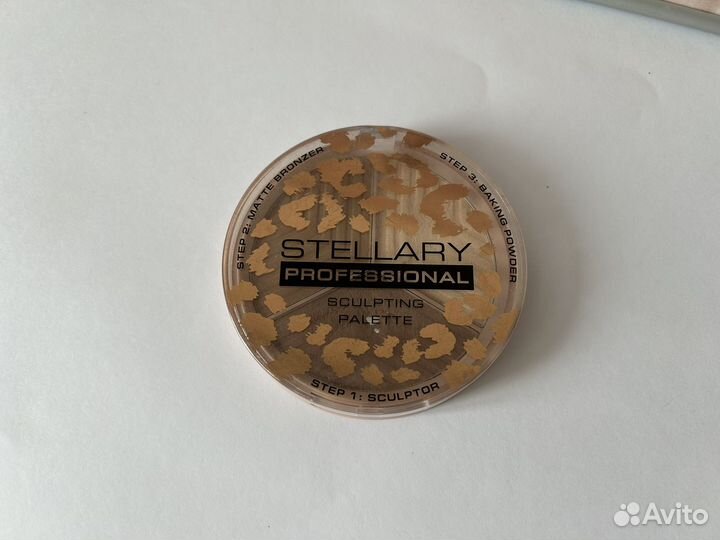 STELLARY
PROFESSIONAL
SCULPTING
PALETTE
STEP 1: SCULPTOR
STEP 2: MATTE BRONZER
STEP 3: BAKING POWDER
Avito